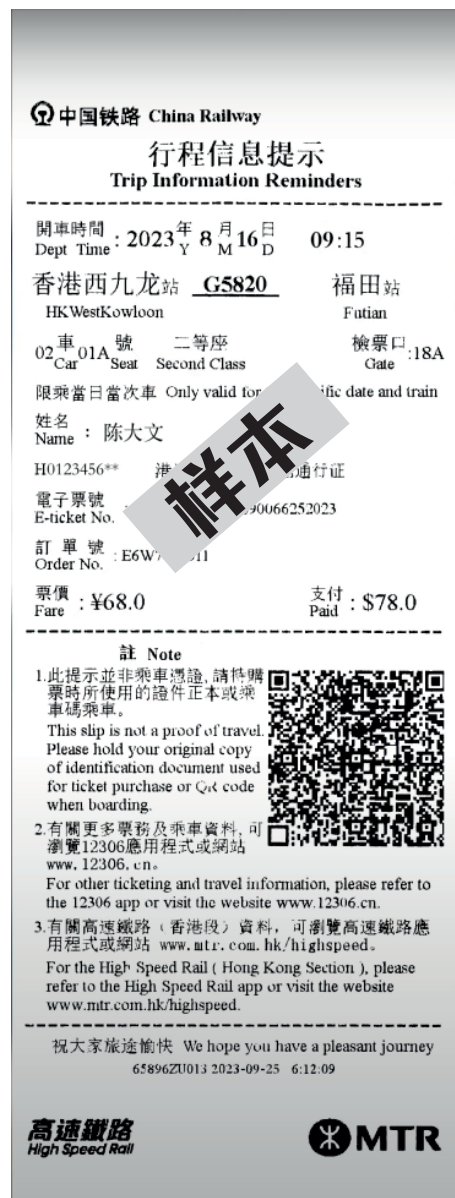 中国铁路 China Railway
行程信息提示
Trip Information Reminders
開車時間
Dept Time : 2023年Y 8月M 16日D 09:15
香港西九龙站 G5820 福田站
HKWestKowloon Futian
02車Car 01A號Seat 二等座 Second Class 檢票口 Gate :18A
限乘當日當次車 Only valid for date and train
姓名
Name : 陈大文
H0123456** 港 通行证
電子票號
E-ticket No. 90066252023
訂單號
Order No. : E6W7
票價
Fare : ¥68.0
支付
Paid : $78.0
样本
註 Note
1.此提示並非乘車憑證,請持購
票時所使用的證件正本或乘
車碼乘車。
This slip is not a proof of travel.
Please hold your original copy
of identification document used
for ticket purchase or QR code
when boarding.
2.有關更多票務及乘車資料,可
瀏覽12306應用程式或網站
www.12306.cn。
For other ticketing and travel information, please refer to
the 12306 app or visit the website www.12306.cn.
3.有關高速鐵路（香港段）資料，可瀏覽高速鐵路應
用程式或網站 www.mtr.com.hk/highspeed。
For the High Speed Rail ( Hong Kong Section ), please
refer to the High Speed Rail app or visit the website
www.mtr.com.hk/highspeed.
祝大家旅途愉快 We hope you have a pleasant journey
65896ZU013 2023-09-25 6:12:09
高速鐵路
High Speed Rail
MTR